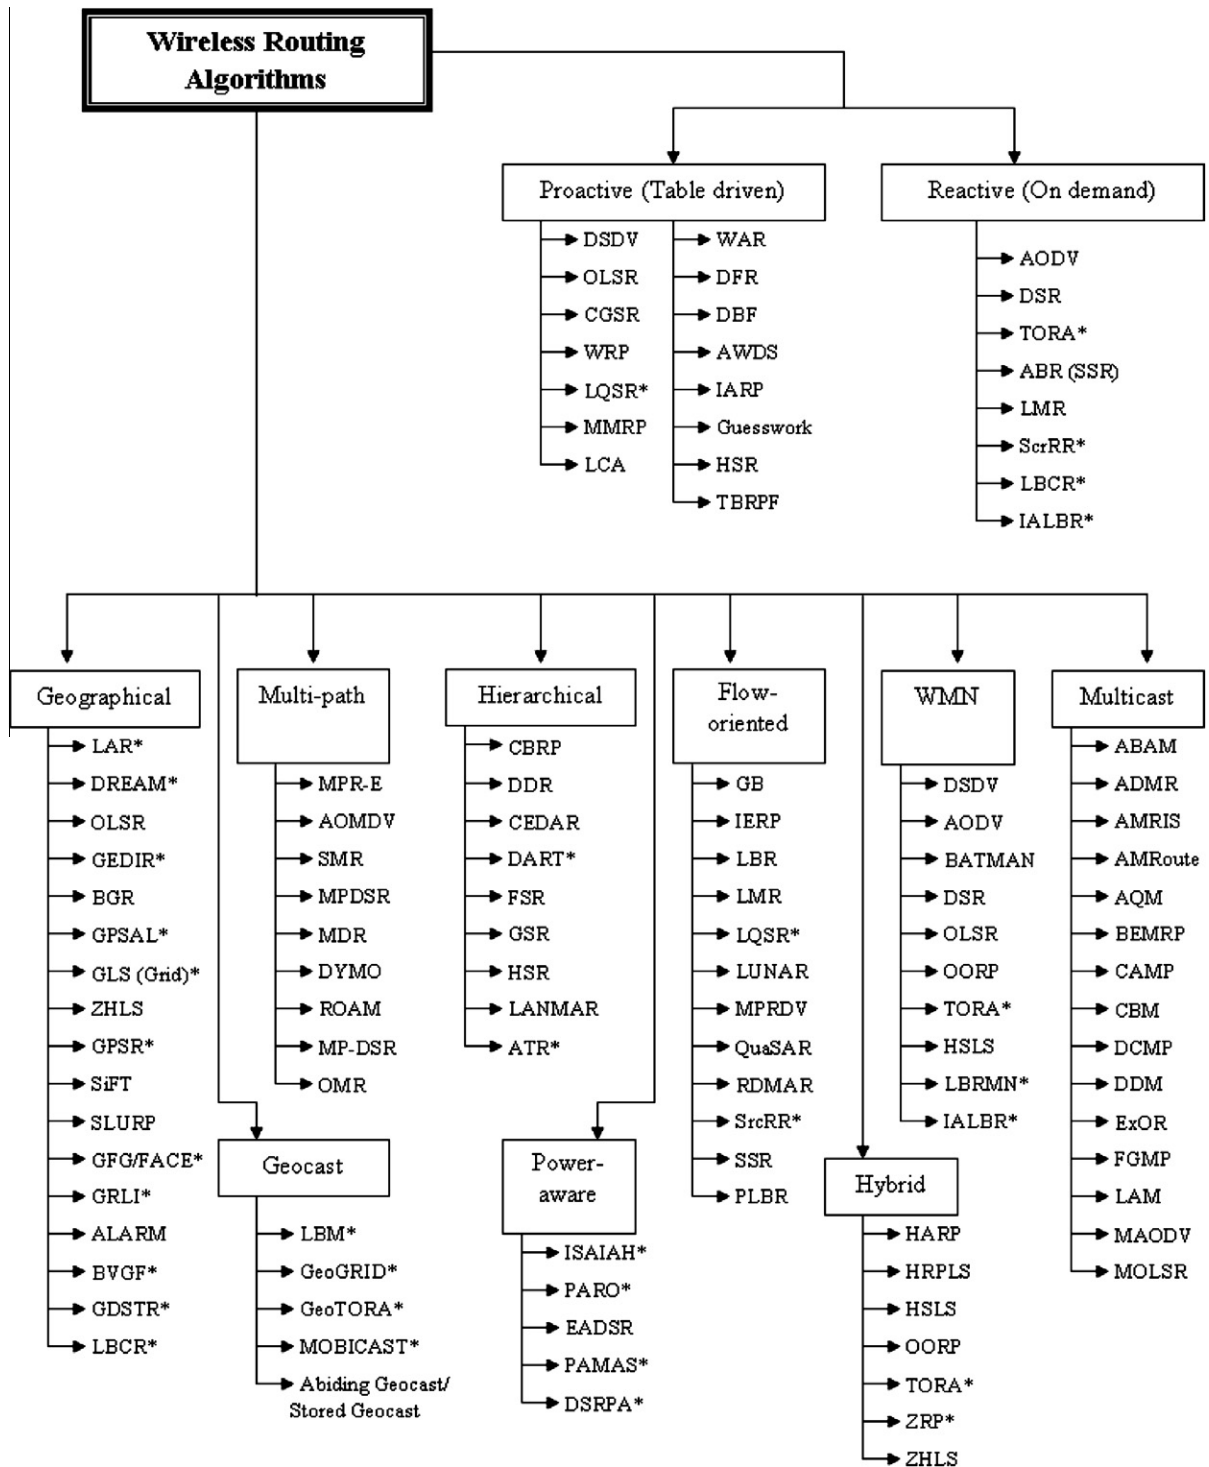 Wireless Routing
Algorithms
Proactive (Table driven)
DSDV
OLSR
CGSR
WRP
LQSR*
MMRP
LCA
WAR
DFR
DBF
AWDS
IARP
Guesswork
HSR
TBRPF
Reactive (On demand)
AODV
DSR
TORA*
ABR (SSR)
LMR
ScrRR*
LBCR*
IALBR*
Geographical
LAR*
DREAM*
OLSR
GEDIR*
BGR
GPSAL*
GLS (Grid)*
ZHLS
GPSR*
SiFT
SLURP
GFG/FACE*
GRLI*
ALARM
BVGF*
GDSTR*
LBCR*
Geocast
LBM*
GeoGRID*
GeoTORA*
MOBICAST*
Abiding Geocast/
Stored Geocast
Multi-path
MPR-E
AOMDV
SMR
MPDSR
MDR
DYMO
ROAM
MP-DSR
OMR
Hierarchical
CBRP
DDR
CEDAR
DART*
FSR
GSR
HSR
LANMAR
ATR*
Power-
aware
ISAIAH*
PARO*
EADSR
PAMAS*
DSRPA*
Flow-
oriented
GB
IERP
LBR
LMR
LQSR*
LUNAR
MPRDV
QuaSAR
RDMAR
SrcRR*
SSR
PLBR
Hybrid
HARP
HRPLS
HSLS
OORP
TORA*
ZRP*
ZHLS
WMN
DSDV
AODV
BATMAN
DSR
OLSR
OORP
TORA*
HSLS
LBRMN*
IALBR*
Multicast
ABAM
ADMR
AMRIS
AMRoute
AQM
BEMRP
CAMP
CBM
DCMP
DDM
ExOR
FGMP
LAM
MAODV
MOLSR